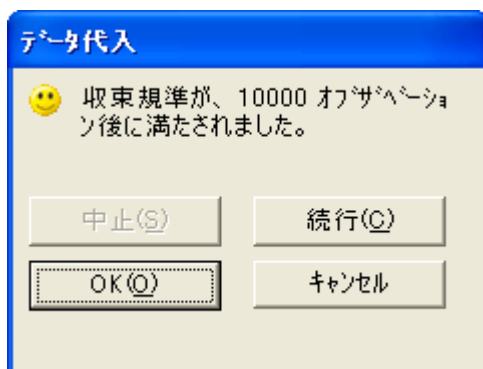 ﾃﾞｰﾀ代入
収束規準が、10000 ｵﾌﾞｻﾞﾍﾞｰｼｮ
ﾝ後に満たされました。
中止(S)
続行(C)
OK(O)
ｷｬﾝｾﾙ